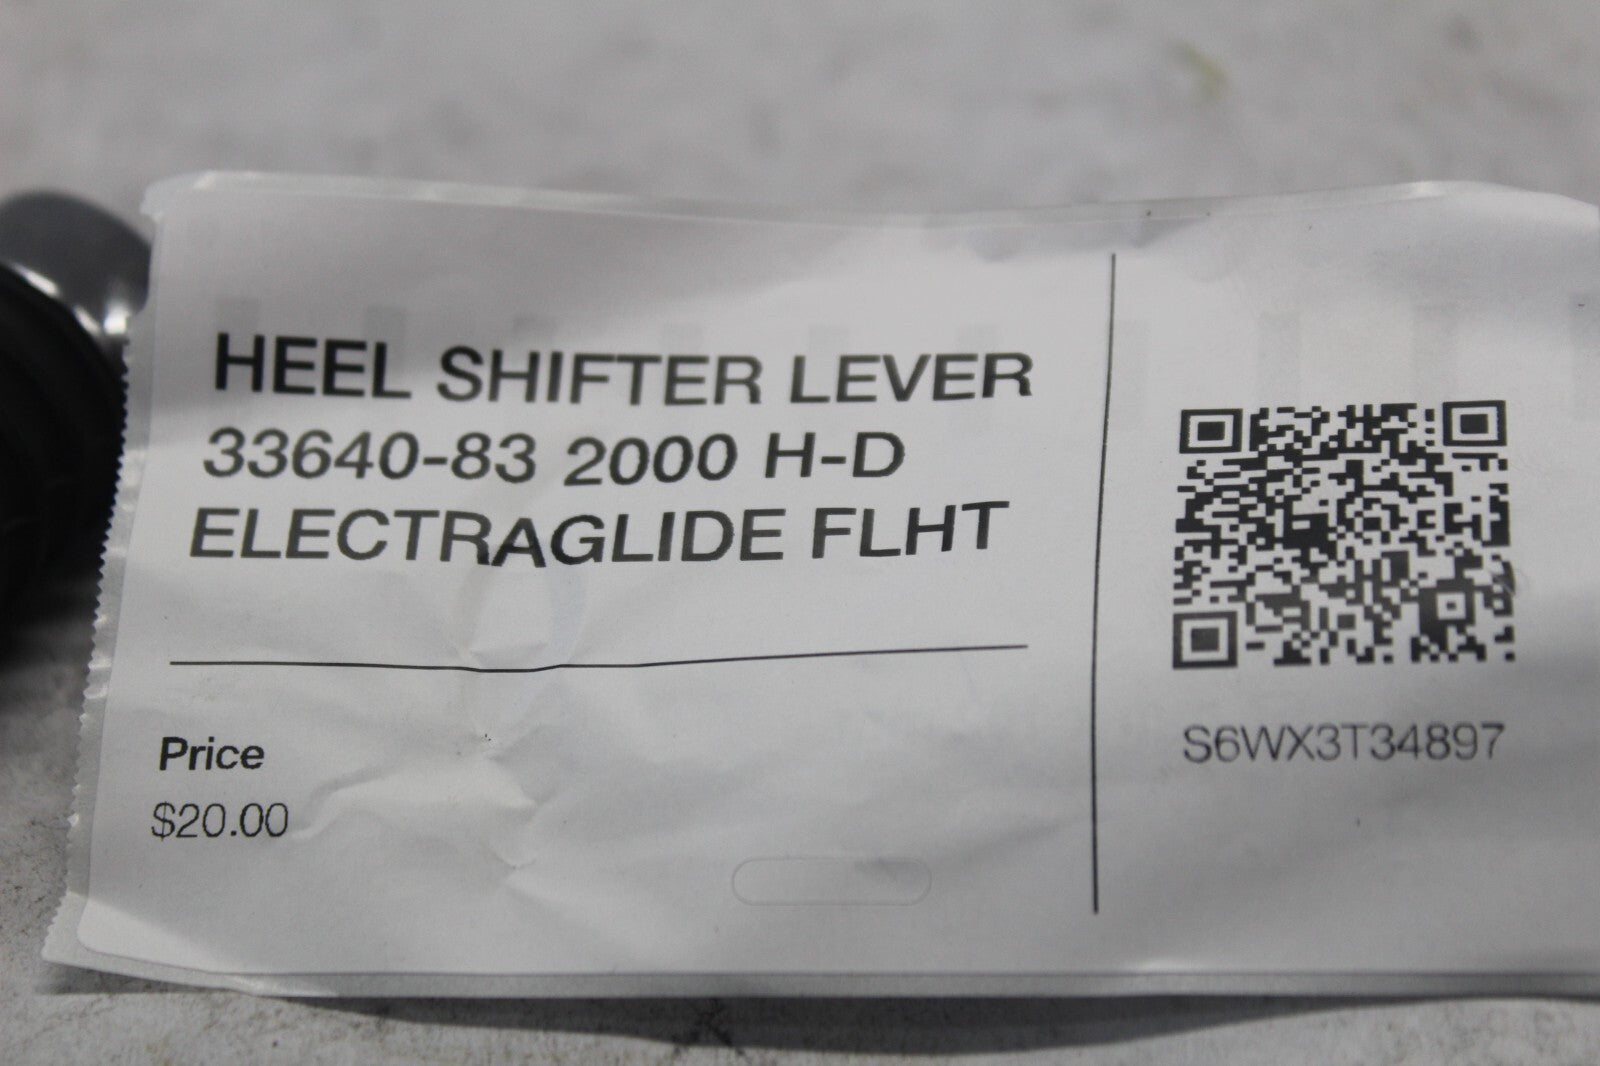 HEEL SHIFTER LEVER
33640-83 2000 H-D
ELECTRAGLIDE FLHT
Price
$20.00
S6WX3T34897